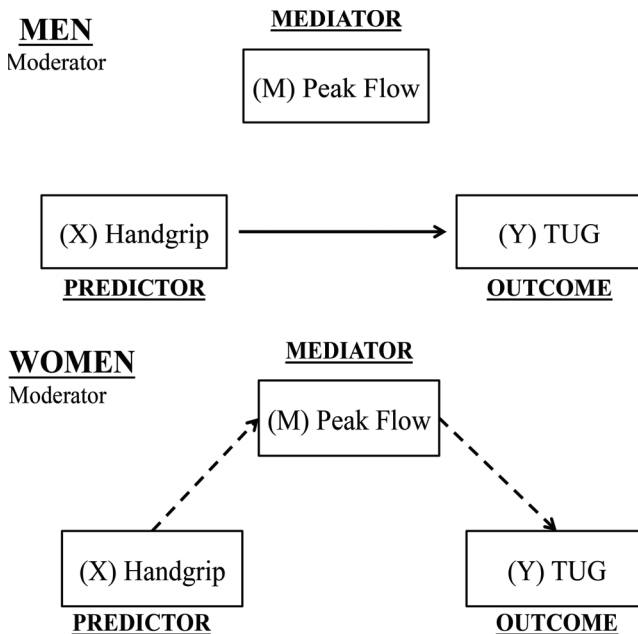 MEN
Moderator
MEDIATOR
(M) Peak Flow
(X) Handgrip
(Y) TUG
PREDICTOR
OUTCOME
WOMEN
Moderator
MEDIATOR
(M) Peak Flow
(X) Handgrip
(Y) TUG
PREDICTOR
OUTCOME